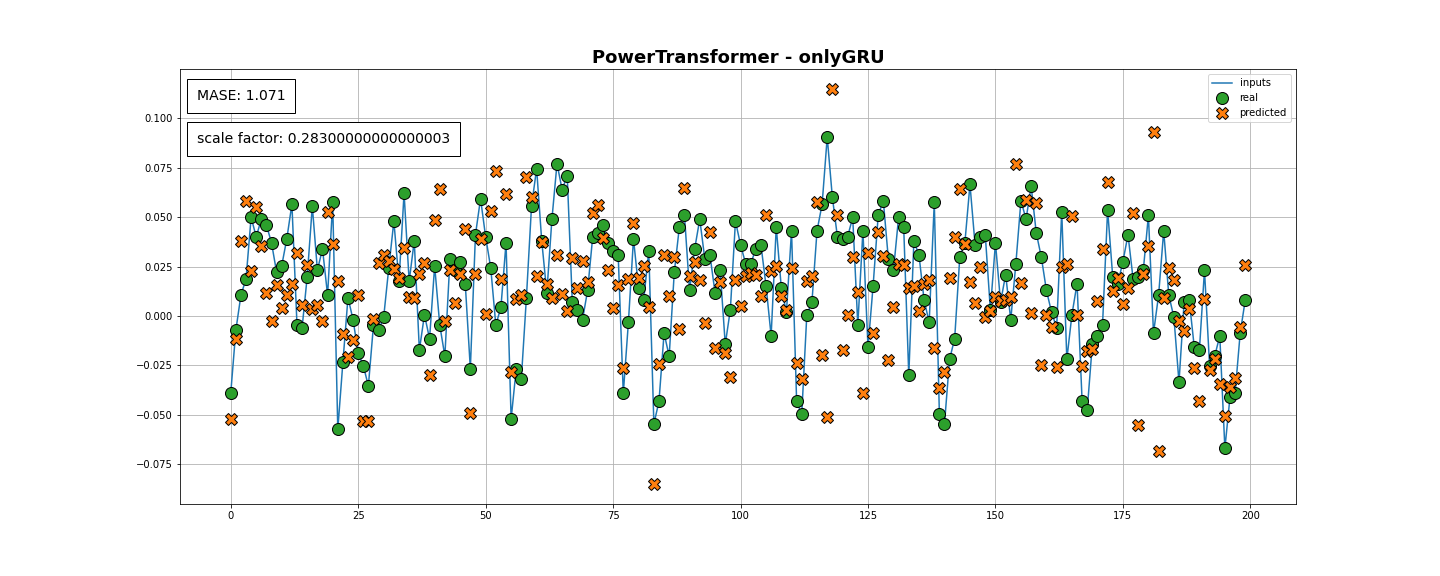 PowerTransformer - onlyGRU
MASE: 1.071
scale factor: 0.28300000000000003
inputs
real
predicted
0.100
0.075
0.050
0.025
0.000
−0.025
−0.050
−0.075
0 25 50 75 100 125 150 175 200